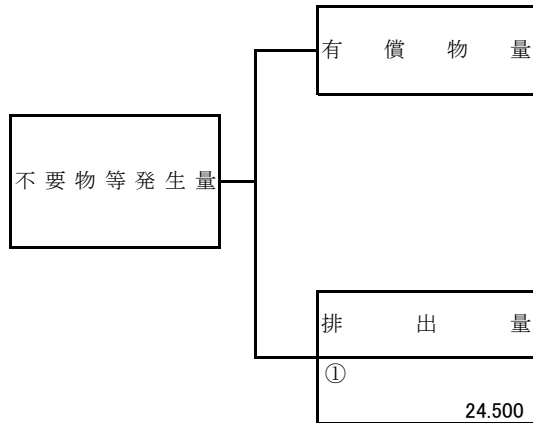 有償物量
不要物等発生量
排出量
①
24.500